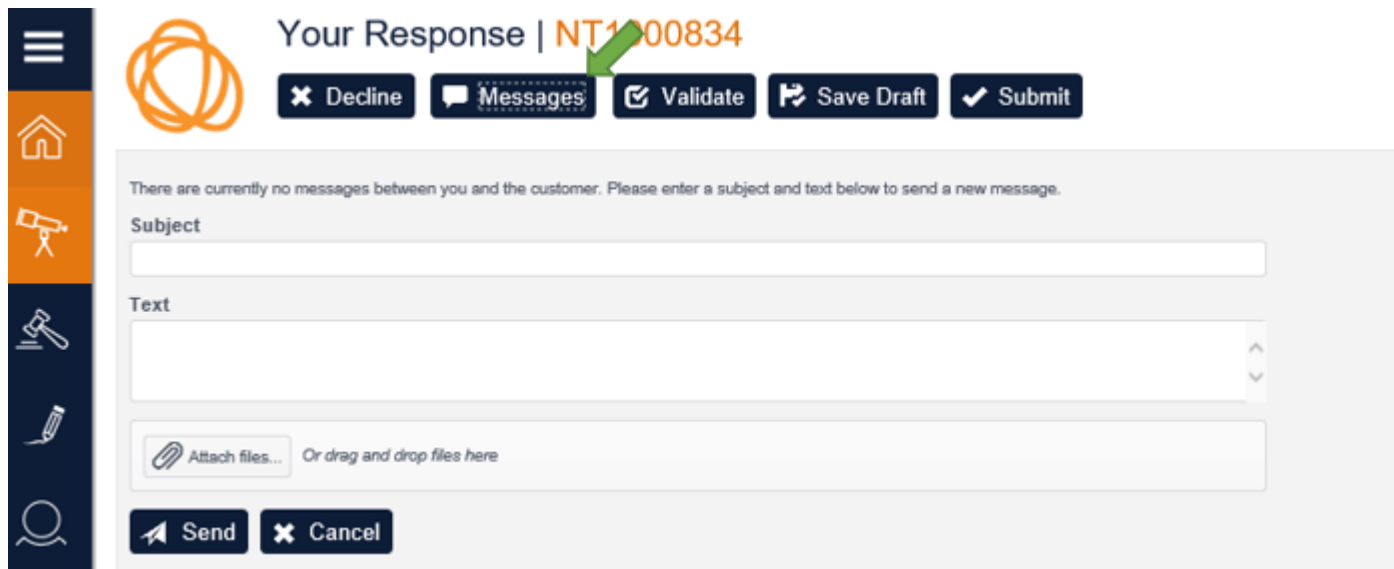 Your Response | NT1000834
Decline Messages Validate Save Draft Submit
There are currently no messages between you and the customer. Please enter a subject and text below to send a new message.
Subject
Text
Attach files... Or drag and drop files here
Send Cancel